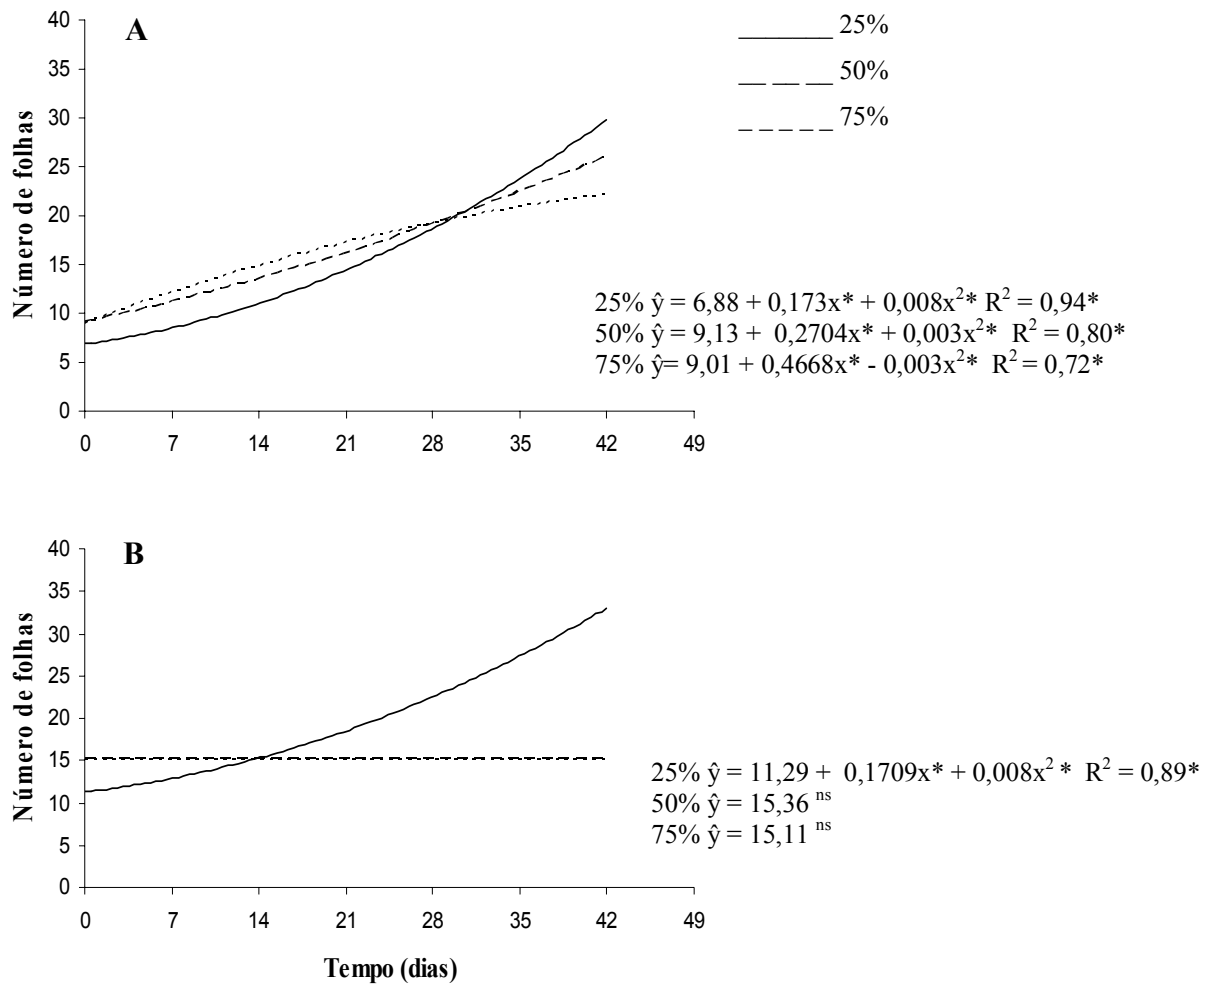 A
25%
50%
75%
Número de folhas
40
35
30
25
20
15
10
5
0
25% ŷ = 6,88 + 0,173x* + 0,008x²* R² = 0,94*
50% ŷ = 9,13 + 0,2704x* + 0,003x²* R² = 0,80*
75% ŷ= 9,01 + 0,4668x* - 0,003x²* R² = 0,72*
0 7 14 21 28 35 42 49
B
Número de folhas
40
35
30
25
20
15
10
5
0
25% ŷ = 11,29 + 0,1709x* + 0,008x² * R² = 0,89*
50% ŷ = 15,36 ns
75% ŷ = 15,11 ns
0 7 14 21 28 35 42 49
Tempo (dias)